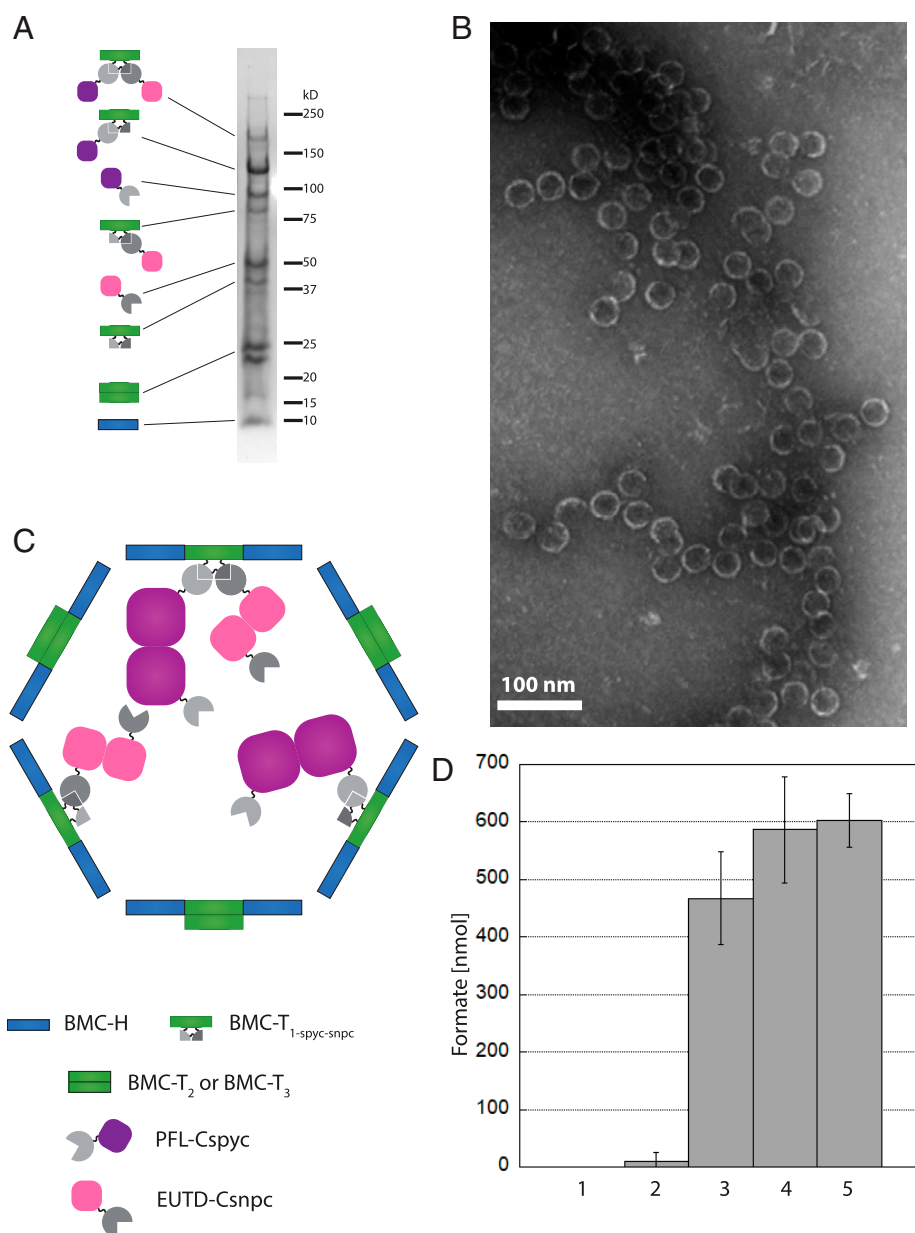 A
kD
250
150
100
75
50
37
25
20
15
10
B
100 nm
C
BMC-H
BMC-T1-spyc-snpc
BMC-T2 or BMC-T3
PFL-Cspyc
EUTD-Csnpc
D
Formate [nmol]
700
600
500
400
300
200
100
0
1 2 3 4 5